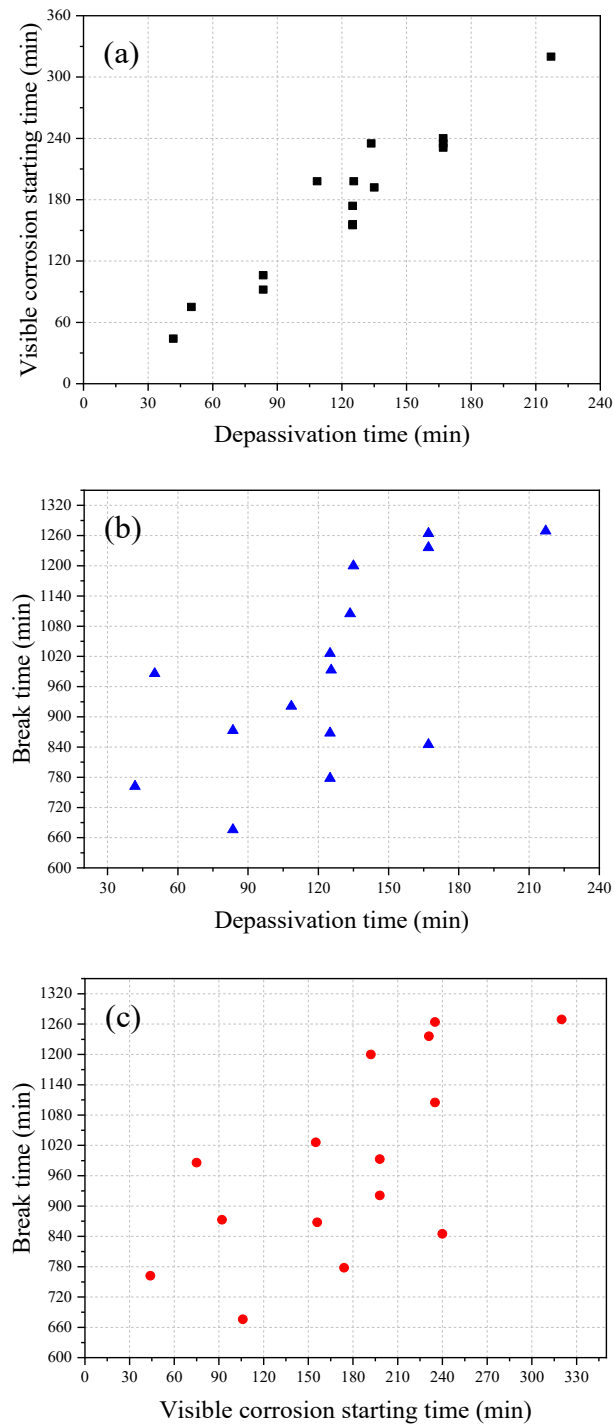 (a)
Visible corrosion starting time (min)
360
300
240
180
120
60
0
0 30 60 90 120 150 180 210 240
Depassivation time (min)
(b)
Break time (min)
1320
1260
1200
1140
1080
1020
960
900
840
780
720
660
600
30 60 90 120 150 180 210 240
Depassivation time (min)
(c)
Break time (min)
1320
1260
1200
1140
1080
1020
960
900
840
780
720
660
600
0 30 60 90 120 150 180 210 240 270 300 330
Visible corrosion starting time (min)